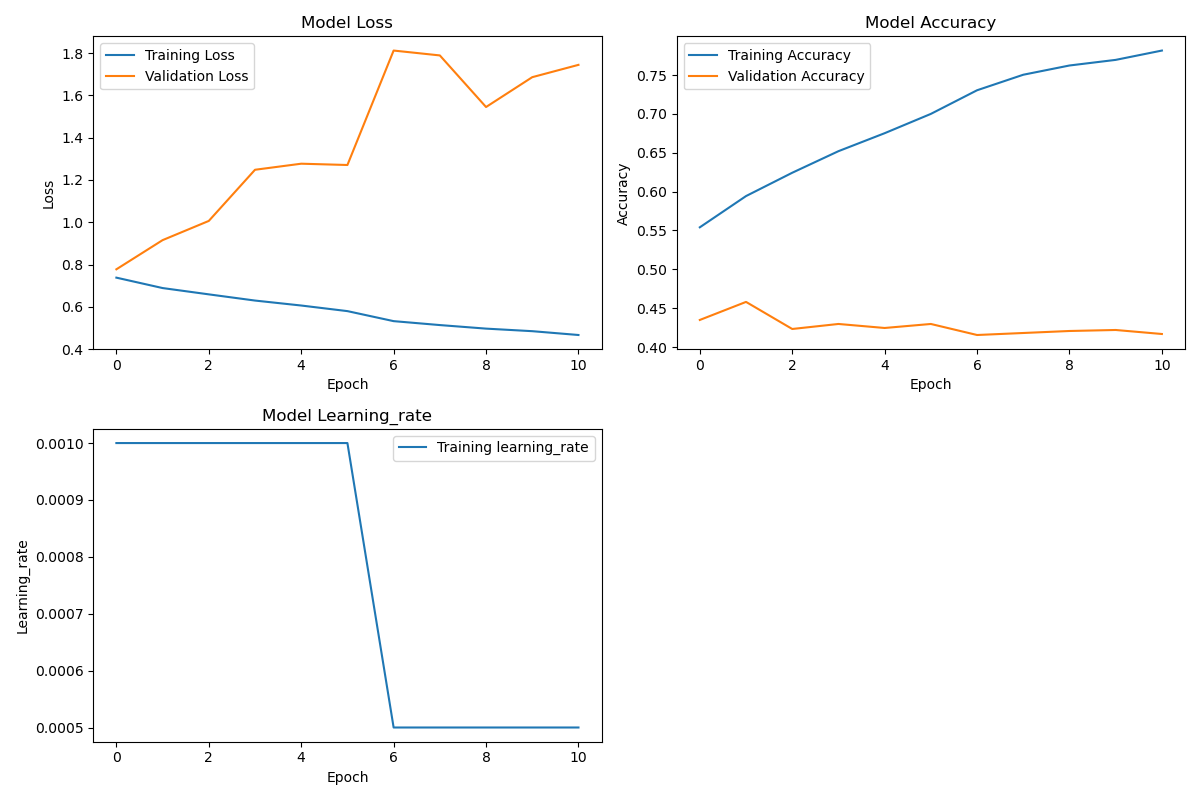 Model Loss
Training Loss
Validation Loss
1.8
1.6
1.4
1.2
1.0
0.8
0.6
0.4
Loss
0 2 4 6 8 10
Epoch
Model Accuracy
Training Accuracy
Validation Accuracy
0.75
0.70
0.65
0.60
0.55
0.50
0.45
0.40
Accuracy
0 2 4 6 8 10
Epoch
Model Learning_rate
Training learning_rate
0.0010
0.0009
0.0008
0.0007
0.0006
0.0005
Learning_rate
0 2 4 6 8 10
Epoch